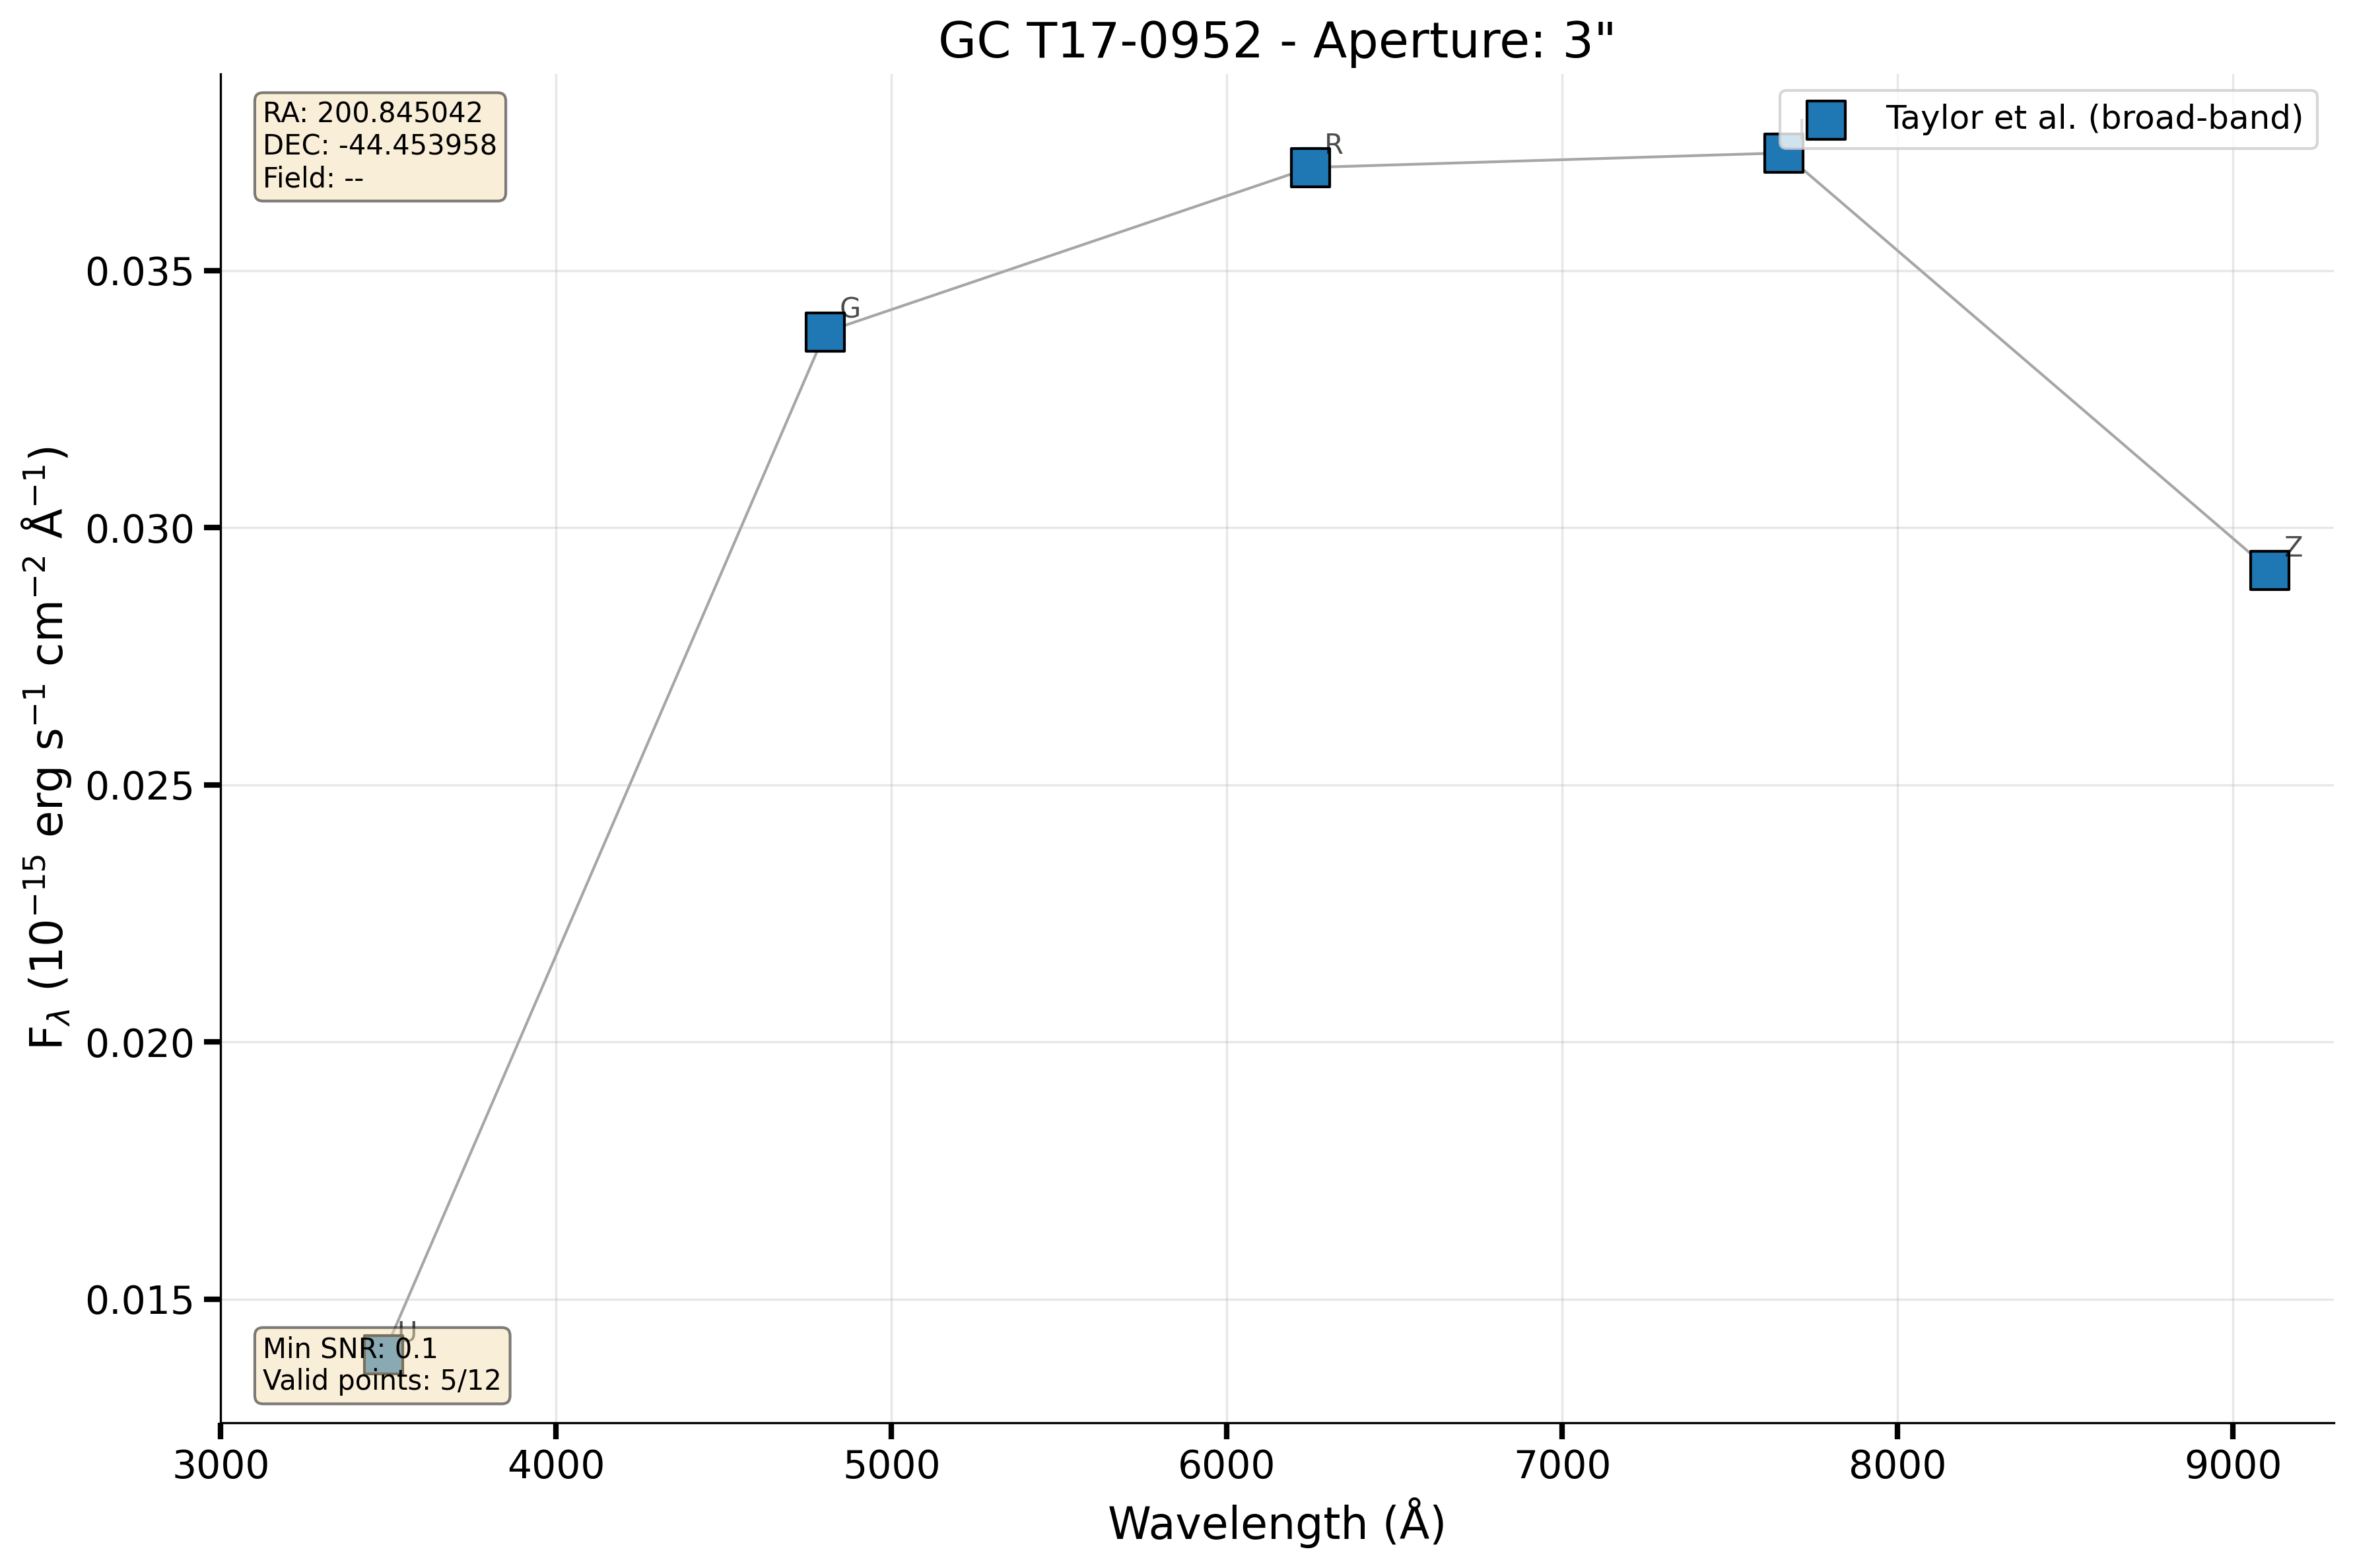 GC T17-0952 - Aperture: 3"
RA: 200.845042
DEC: -44.453958
Field: --
Taylor et al. (broad-band)
R
G
Z
U
Min SNR: 0.1
Valid points: 5/12
F_λ (10⁻¹⁵ erg s⁻¹ cm⁻² Å⁻¹)
0.035
0.030
0.025
0.020
0.015
3000 4000 5000 6000 7000 8000 9000
Wavelength (Å)